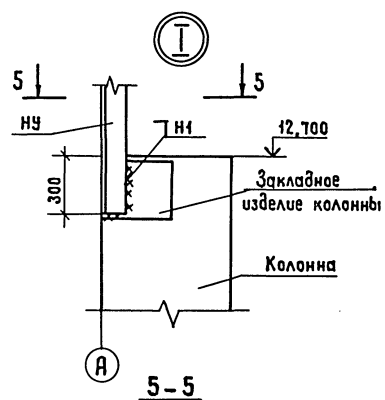 I
5 5
НУ
Н1
12,700
300
Закладное
изделие колонны
Колонна
А
5-5